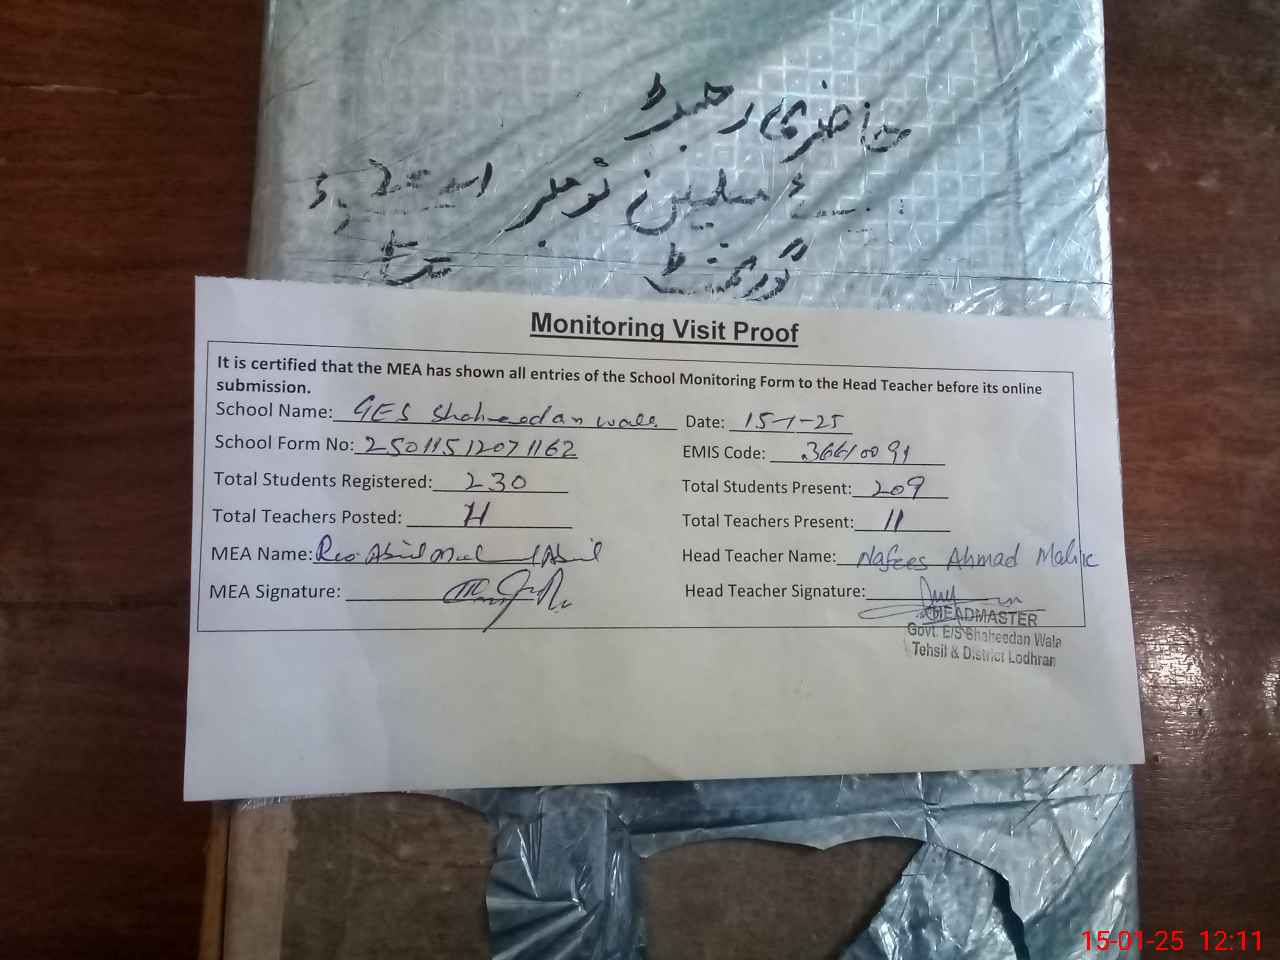 حاضری رجسٹر
گورنمنٹ
Monitoring Visit Proof
It is certified that the MEA has shown all entries of the School Monitoring Form to the Head Teacher before its online
submission.
School Name: GES Shaheedan wala Date: 15-1-25
School Form No: 25011512071162 EMIS Code: 36610091
Total Students Registered: 230 Total Students Present: 209
Total Teachers Posted: 11 Total Teachers Present: 11
MEA Name: Head Teacher Name: Nafees Ahmad Malik
MEA Signature: Head Teacher Signature:
HEADMASTER
Govt. E/S Shaheedan Wale
Tehsil & District Lodhran
15-01-25 12:11